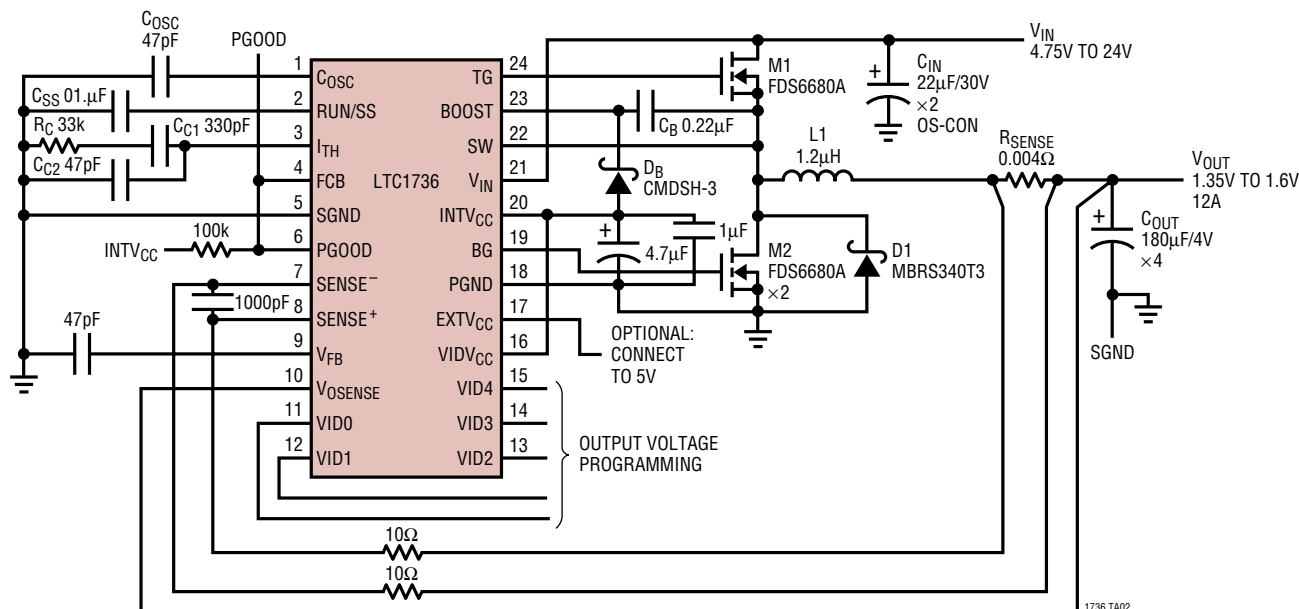 C_OSC
47pF
PGOOD
C_SS 01.µF
R_C 33k
C_C1 330pF
C_C2 47pF
INTV_CC
100k
1000pF
47pF
1
2
3
4
5
6
7
8
9
10
11
12
C_OSC
RUN/SS
I_TH
FCB
SGND
PGOOD
SENSE–
SENSE+
V_FB
V_OSENSE
VID0
VID1
LTC1736
TG
BOOST
SW
V_IN
INTV_CC
BG
PGND
EXTV_CC
VIDV_CC
VID4
VID3
VID2
24
23
22
21
20
19
18
17
16
15
14
13
M1
FDS6680A
C_B 0.22µF
D_B
CMDSH-3
L1
1.2µH
R_SENSE
0.004Ω
V_IN
4.75V TO 24V
+
C_IN
22µF/30V
×2
OS-CON
V_OUT
1.35V TO 1.6V
12A
+
C_OUT
180µF/4V
×4
SGND
+
4.7µF
1µF
M2
FDS6680A
×2
D1
MBRS340T3
OPTIONAL:
CONNECT
TO 5V
OUTPUT VOLTAGE
PROGRAMMING
10Ω
10Ω
1736 TA02